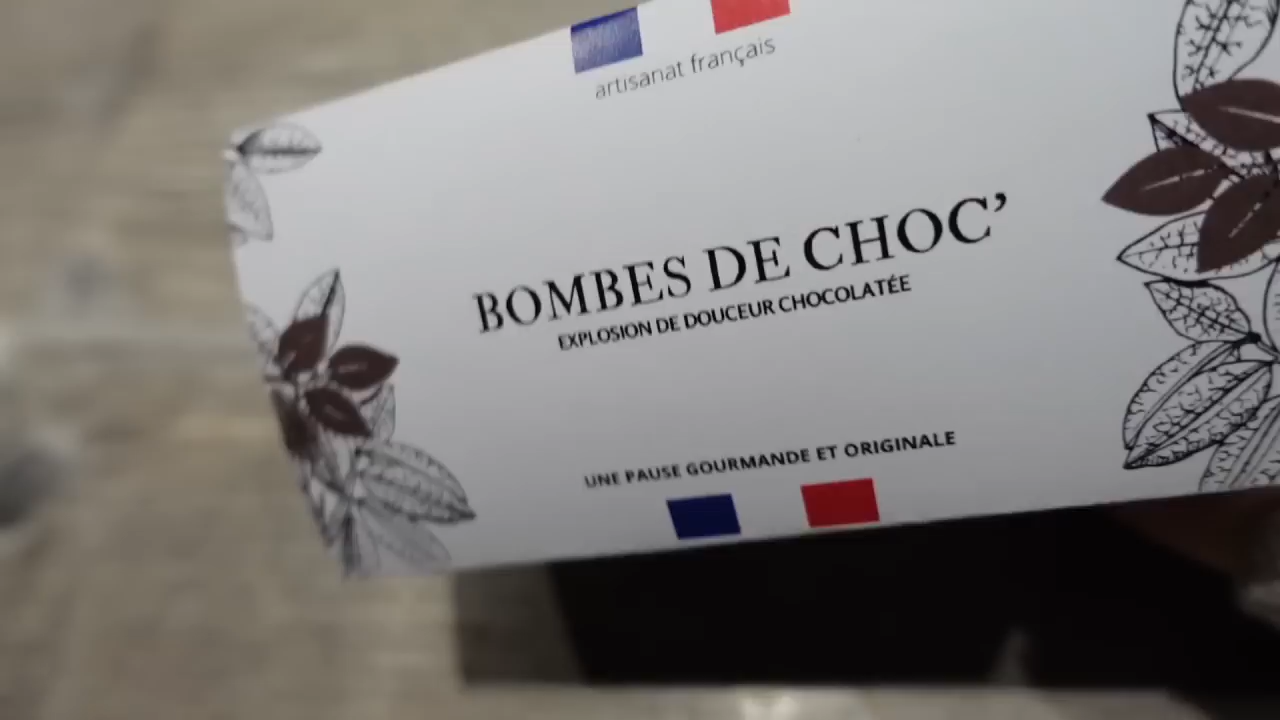 artisanat français
BOMBES DE CHOC’
EXPLOSION DE DOUCEUR CHOCOLATÉE
UNE PAUSE GOURMANDE ET ORIGINALE